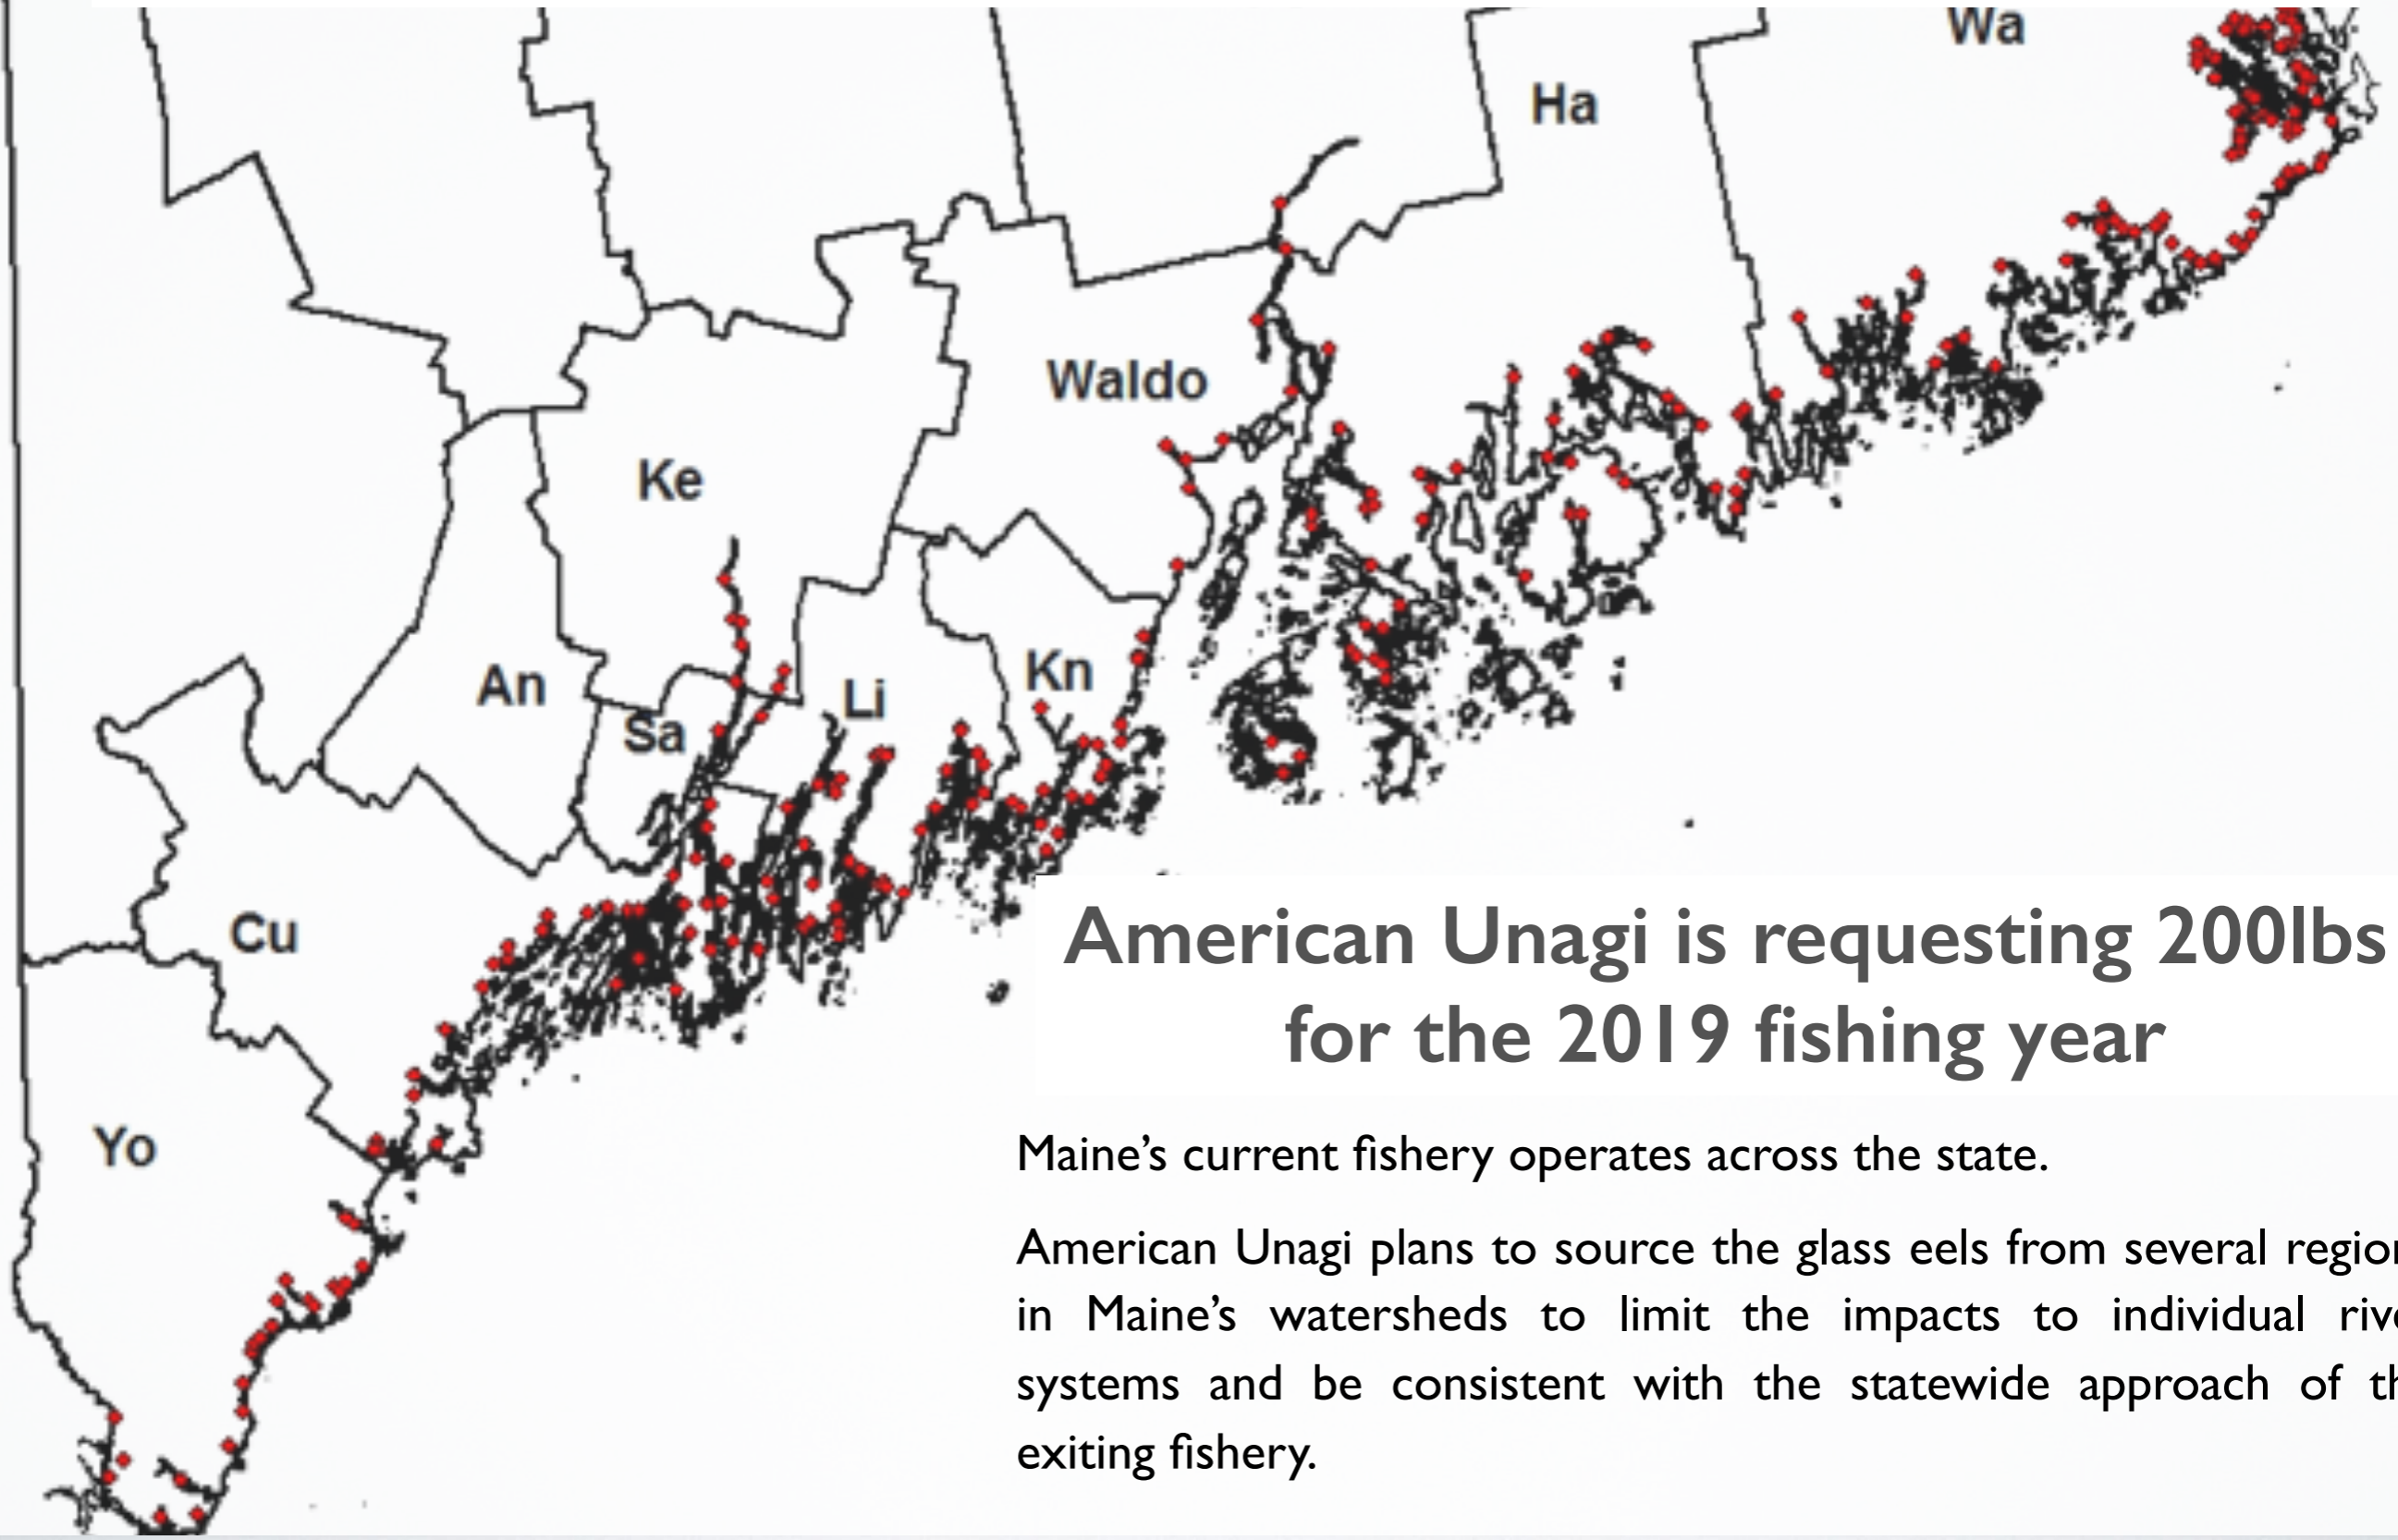 Wa
Ha
Waldo
Ke
An
Sa
Li
Kn
Cu
Yo
American Unagi is requesting 200lbs
for the 2019 fishing year
Maine’s current fishery operates across the state.
American Unagi plans to source the glass eels from several region
in Maine’s watersheds to limit the impacts to individual rive
systems and be consistent with the statewide approach of th
exiting fishery.